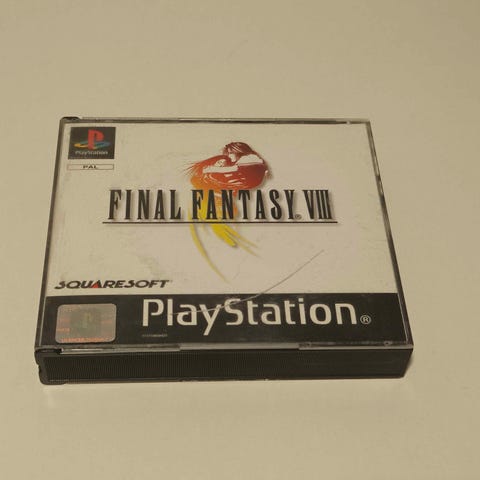 PlayStation
PAL
FINAL FANTASY® VIII
SQUARESOFT
PlayStation®